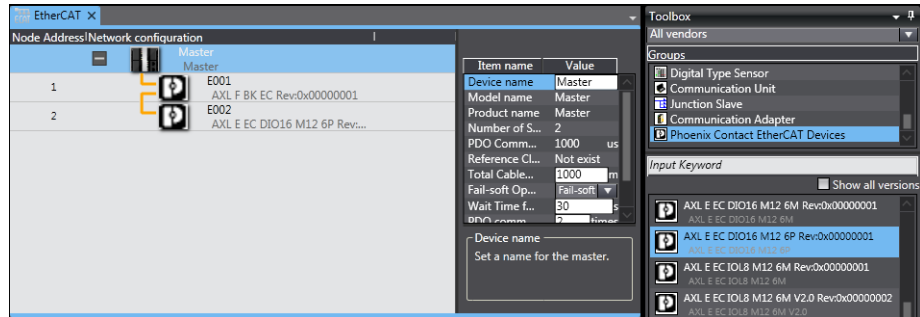 EtherCAT ×
Node Address Network configuration
Master
Master
1
E001
AXL F BK EC Rev:0x00000001
2
E002
AXL E EC DIO16 M12 6P Rev:...
Item name Value
Device name Master
Model name Master
Product name Master
Number of S... 2
PDO Comm... 1000 us
Reference Cl... Not exist
Total Cable... 1000 m
Fail-soft Op... Fail-soft
Wait Time f... 30 s
PDO comm 2 times
Device name
Set a name for the master.
Toolbox
All vendors
Groups
Digital Type Sensor
Communication Unit
Junction Slave
Communication Adapter
Phoenix Contact EtherCAT Devices
Input Keyword
Show all versions
AXL E EC DIO16 M12 6M Rev:0x00000001
AXL E EC DIO16 M12 6M
AXL E EC DIO16 M12 6P Rev:0x00000001
AXL E EC DIO16 M12 6P
AXL E EC IOL8 M12 6M Rev:0x00000001
AXL E EC IOL8 M12 6M
AXL E EC IOL8 M12 6M V2.0 Rev:0x00000002
AXL E EC IOL8 M12 6M V2.0